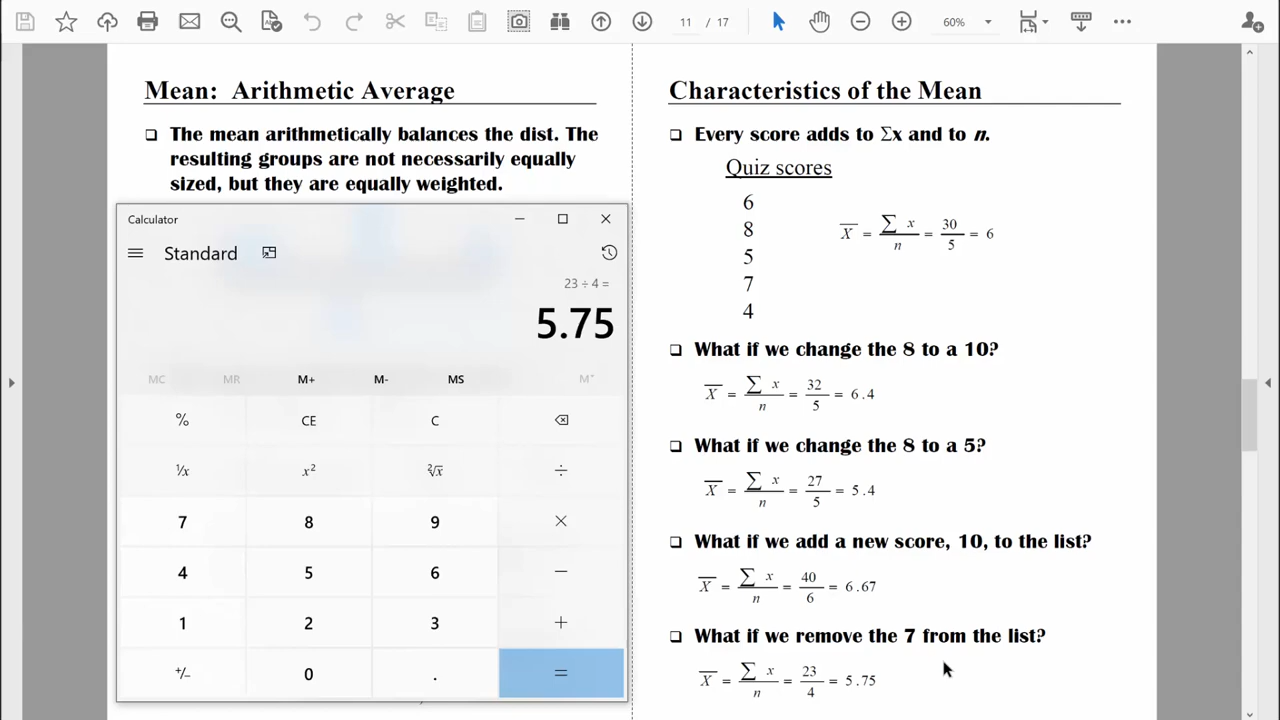 11 / 17
60%
Mean: Arithmetic Average
❑ The mean arithmetically balances the dist. The
resulting groups are not necessarily equally
sized, but they are equally weighted.
Calculator
Standard
23 ÷ 4 =
5.75
MC MR M+ M- MS M˅
% CE C
¹/x x² ²√x ÷
7 8 9 ×
4 5 6 −
1 2 3 +
+/− 0 . =
Characteristics of the Mean
❑ Every score adds to Σx and to n.
Quiz scores
6
8
5
7
4
X̄ = Σ x / n = 30 / 5 = 6
❑ What if we change the 8 to a 10?
X̄ = Σ x / n = 32 / 5 = 6.4
❑ What if we change the 8 to a 5?
X̄ = Σ x / n = 27 / 5 = 5.4
❑ What if we add a new score, 10, to the list?
X̄ = Σ x / n = 40 / 6 = 6.67
❑ What if we remove the 7 from the list?
X̄ = Σ x / n = 23 / 4 = 5.75